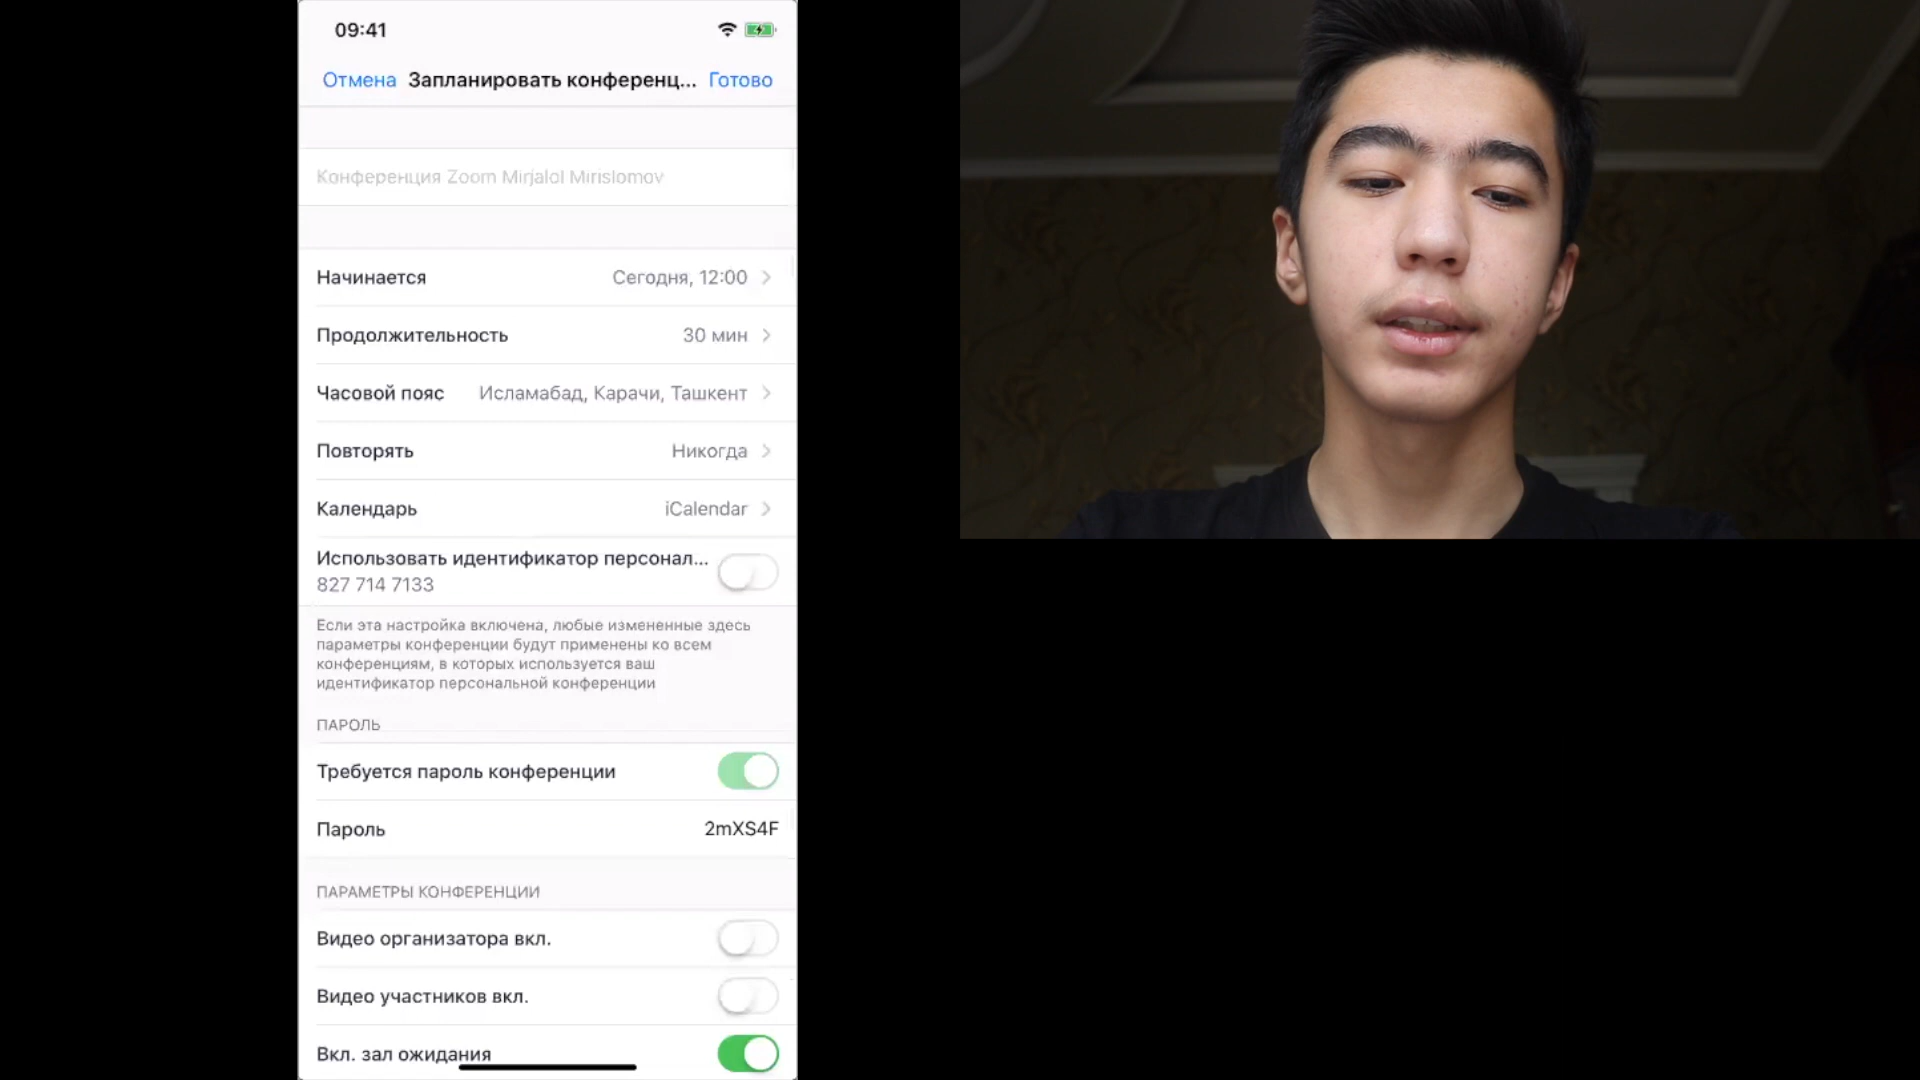 09:41
Отмена Запланировать конференц... Готово
Конференция Zoom Mirjalol Mirislomov
Начинается Сегодня, 12:00
Продолжительность 30 мин
Часовой пояс Исламабад, Карачи, Ташкент
Повторять Никогда
Календарь iCalendar
Использовать идентификатор персонал...
827 714 7133
Если эта настройка включена, любые измененные здесь
параметры конференции будут применены ко всем
конференциям, в которых используется ваш
идентификатор персональной конференции
ПАРОЛЬ
Требуется пароль конференции
Пароль 2mXS4F
ПАРАМЕТРЫ КОНФЕРЕНЦИИ
Видео организатора вкл.
Видео участников вкл.
Вкл. зал ожидания